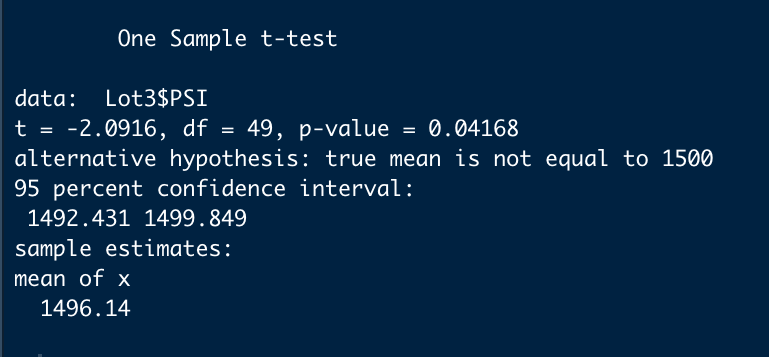 One Sample t-test
data:  Lot3$PSI
t = -2.0916, df = 49, p-value = 0.04168
alternative hypothesis: true mean is not equal to 1500
95 percent confidence interval:
 1492.431 1499.849
sample estimates:
mean of x
  1496.14